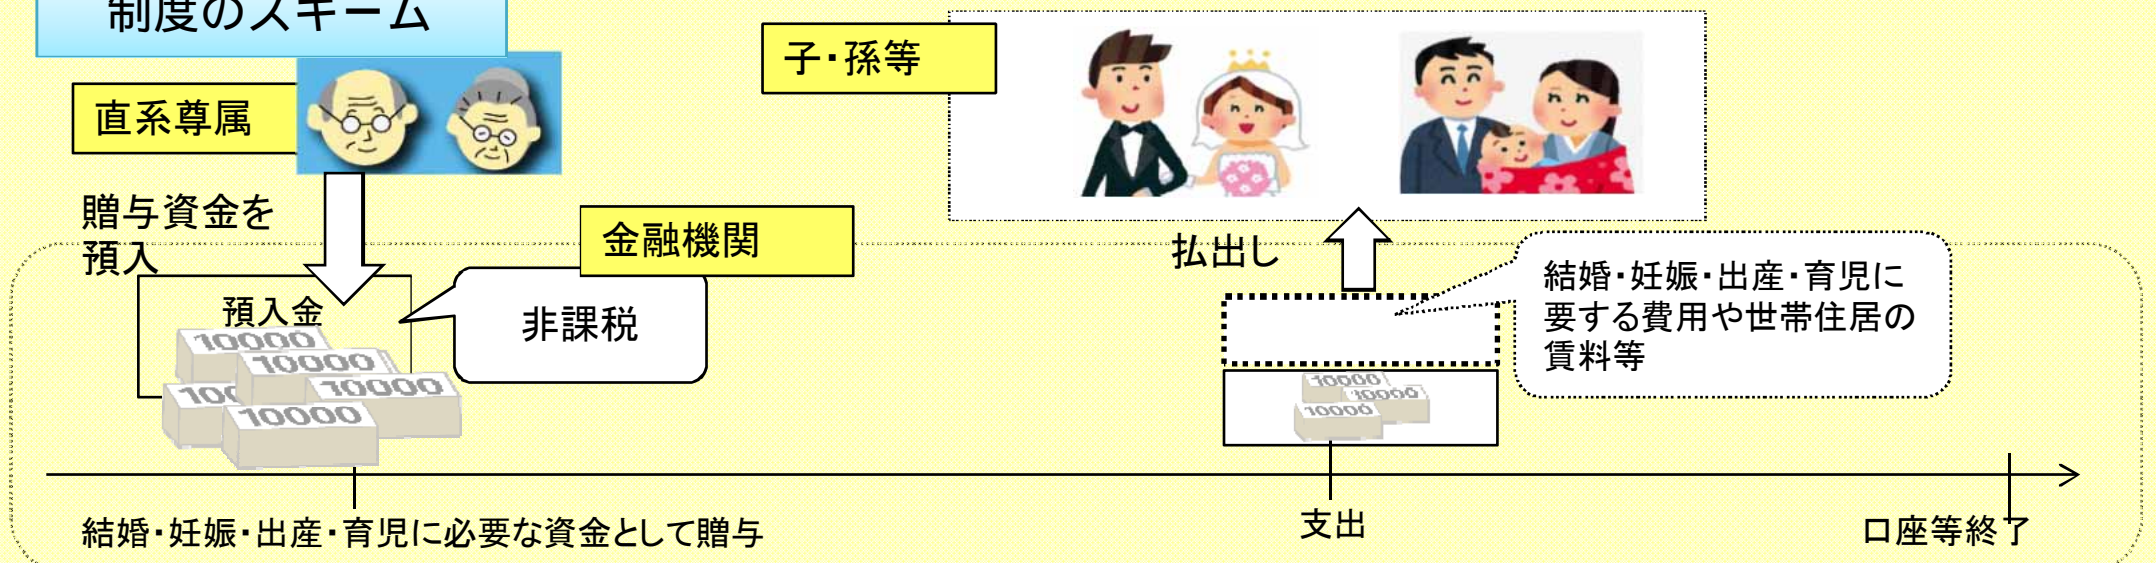 制度のスキーム
直系尊属
子・孫等
贈与資金を
預入
金融機関
預入金
非課税
10000
10000
10000
10000
払出し
結婚・妊娠・出産・育児に
要する費用や世帯住居の
賃料等
10000
10000
10000
結婚・妊娠・出産・育児に必要な資金として贈与
支出
口座等終了